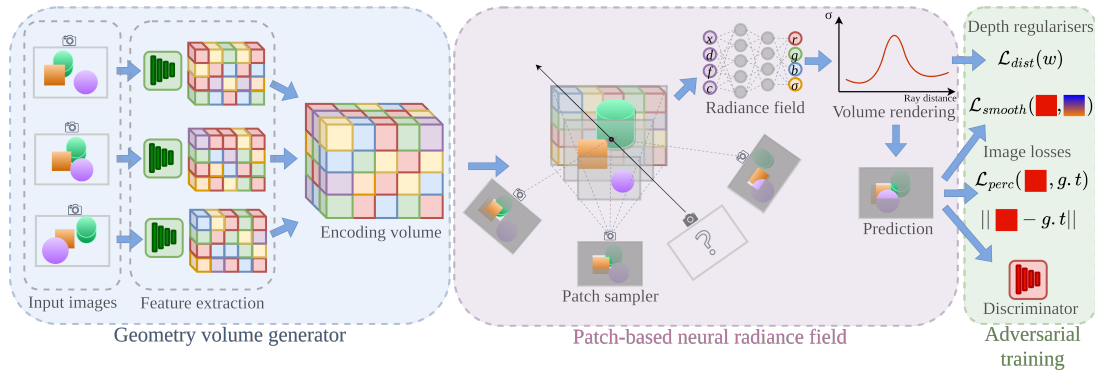 Input images
Feature extraction
Encoding volume
Geometry volume generator
x
d
f
c
r
g
b
σ
Radiance field
σ
Ray distance
Volume rendering
?
Patch sampler
Prediction
Patch-based neural radiance field
Depth regularisers
ℒdist(w)
ℒsmooth( , )
Image losses
ℒperc( , g.t)
|| − g.t||
Discriminator
Adversarial
training